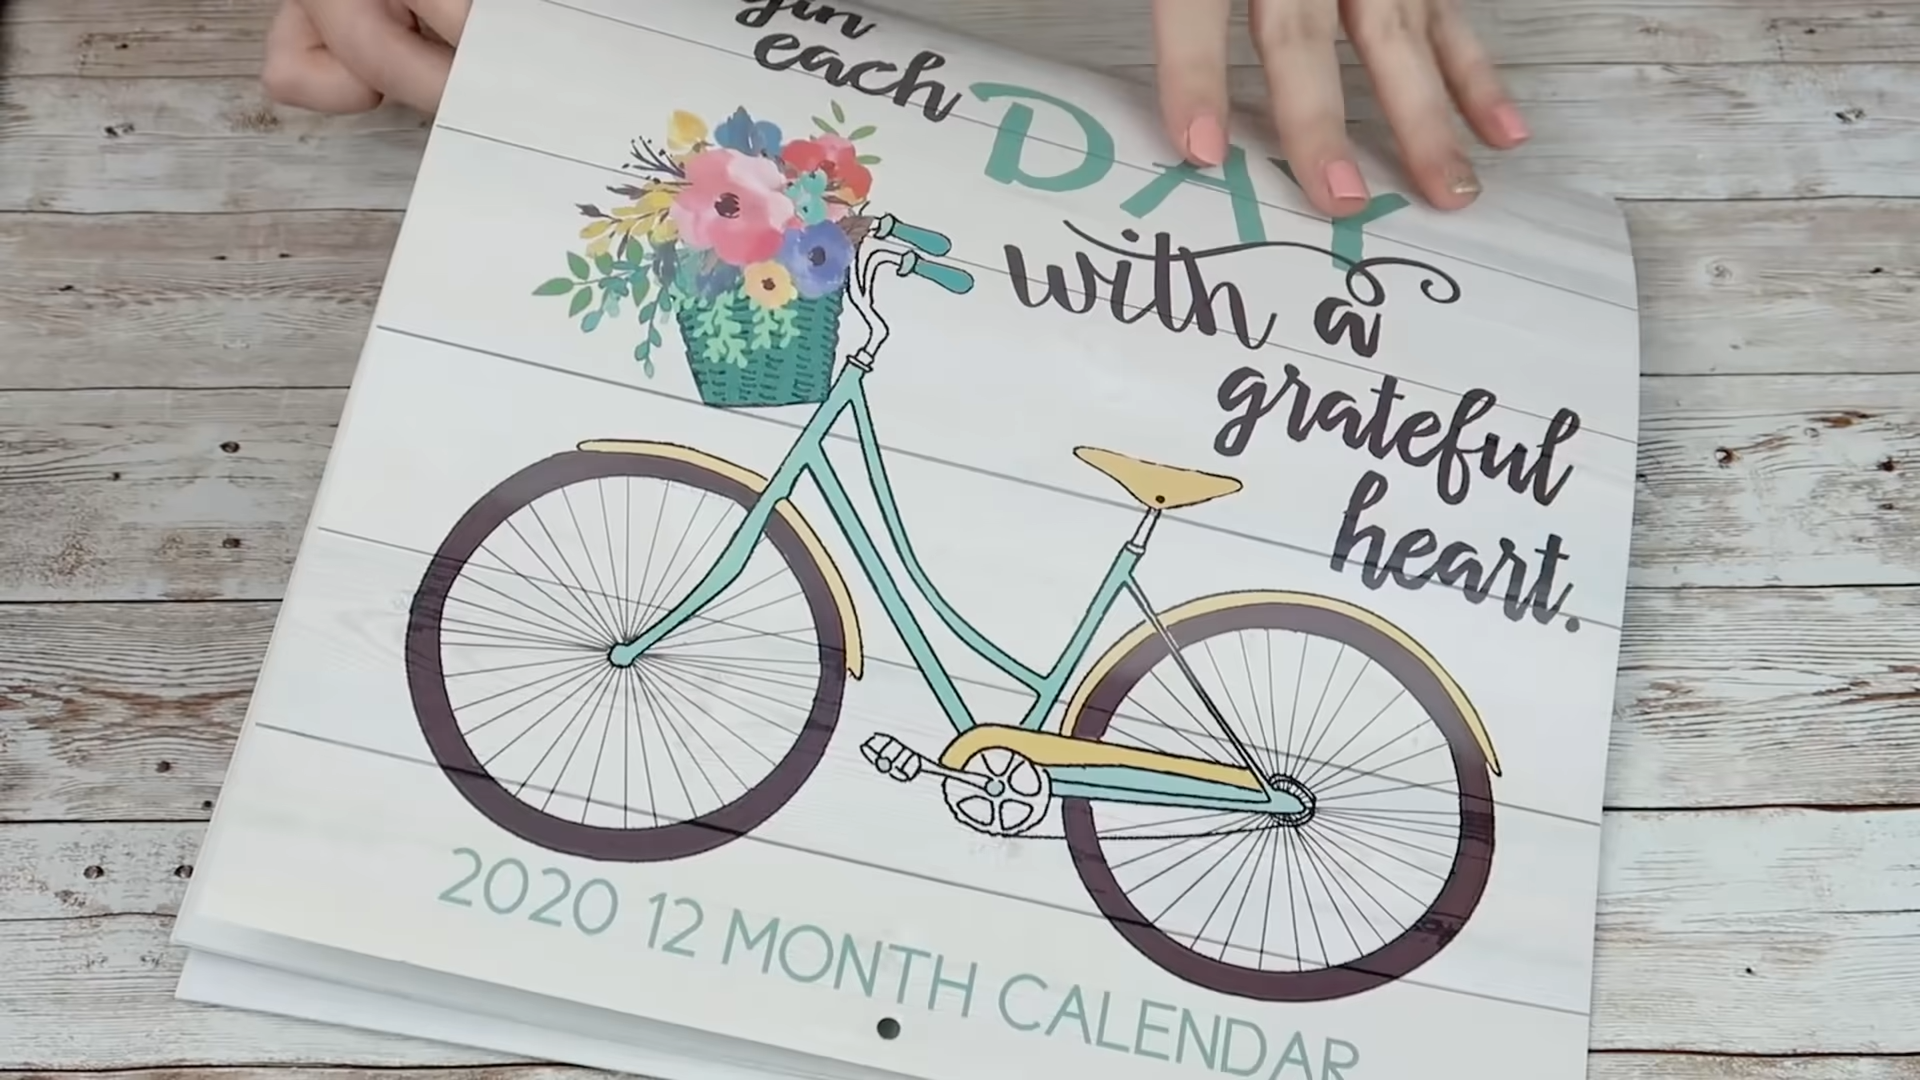 each DAY
with a
grateful
heart.
2020 12 MONTH CALENDAR